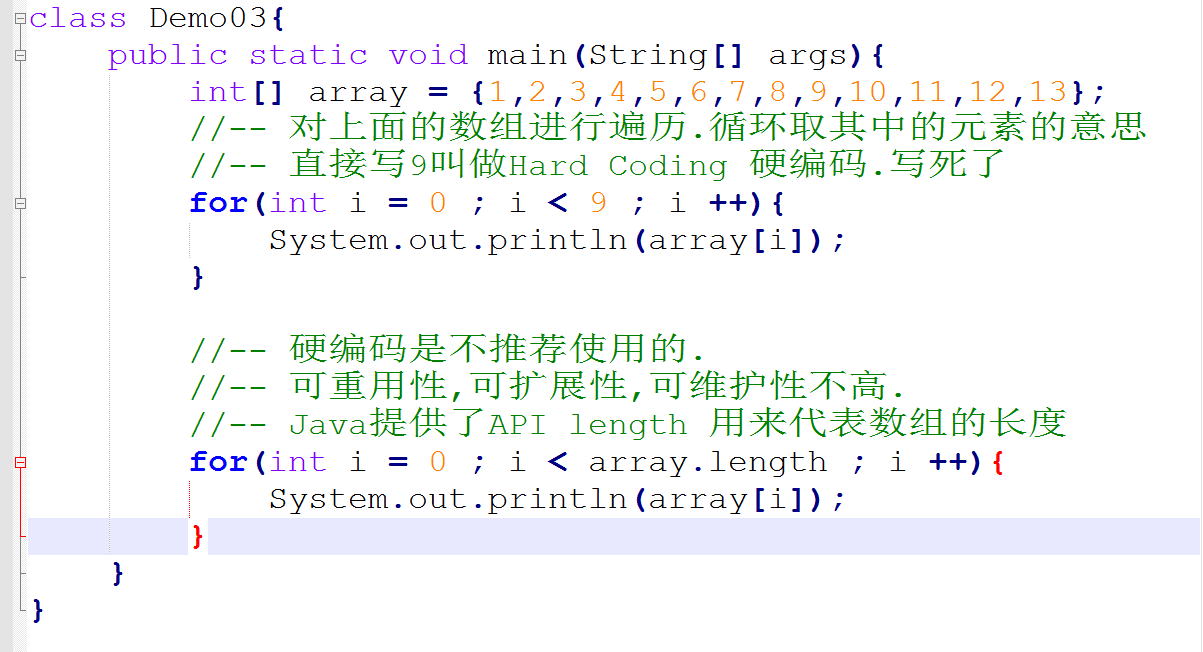 class Demo03{
    public static void main(String[] args){
        int[] array = {1,2,3,4,5,6,7,8,9,10,11,12,13};
        //-- 对上面的数组进行遍历.循环取其中的元素的意思
        //-- 直接写9叫做Hard Coding 硬编码.写死了
        for(int i = 0 ; i < 9 ; i ++){
            System.out.println(array[i]);
        }
        //-- 硬编码是不推荐使用的.
        //-- 可重用性,可扩展性,可维护性不高.
        //-- Java提供了API length 用来代表数组的长度
        for(int i = 0 ; i < array.length ; i ++){
            System.out.println(array[i]);
        }
    }
}